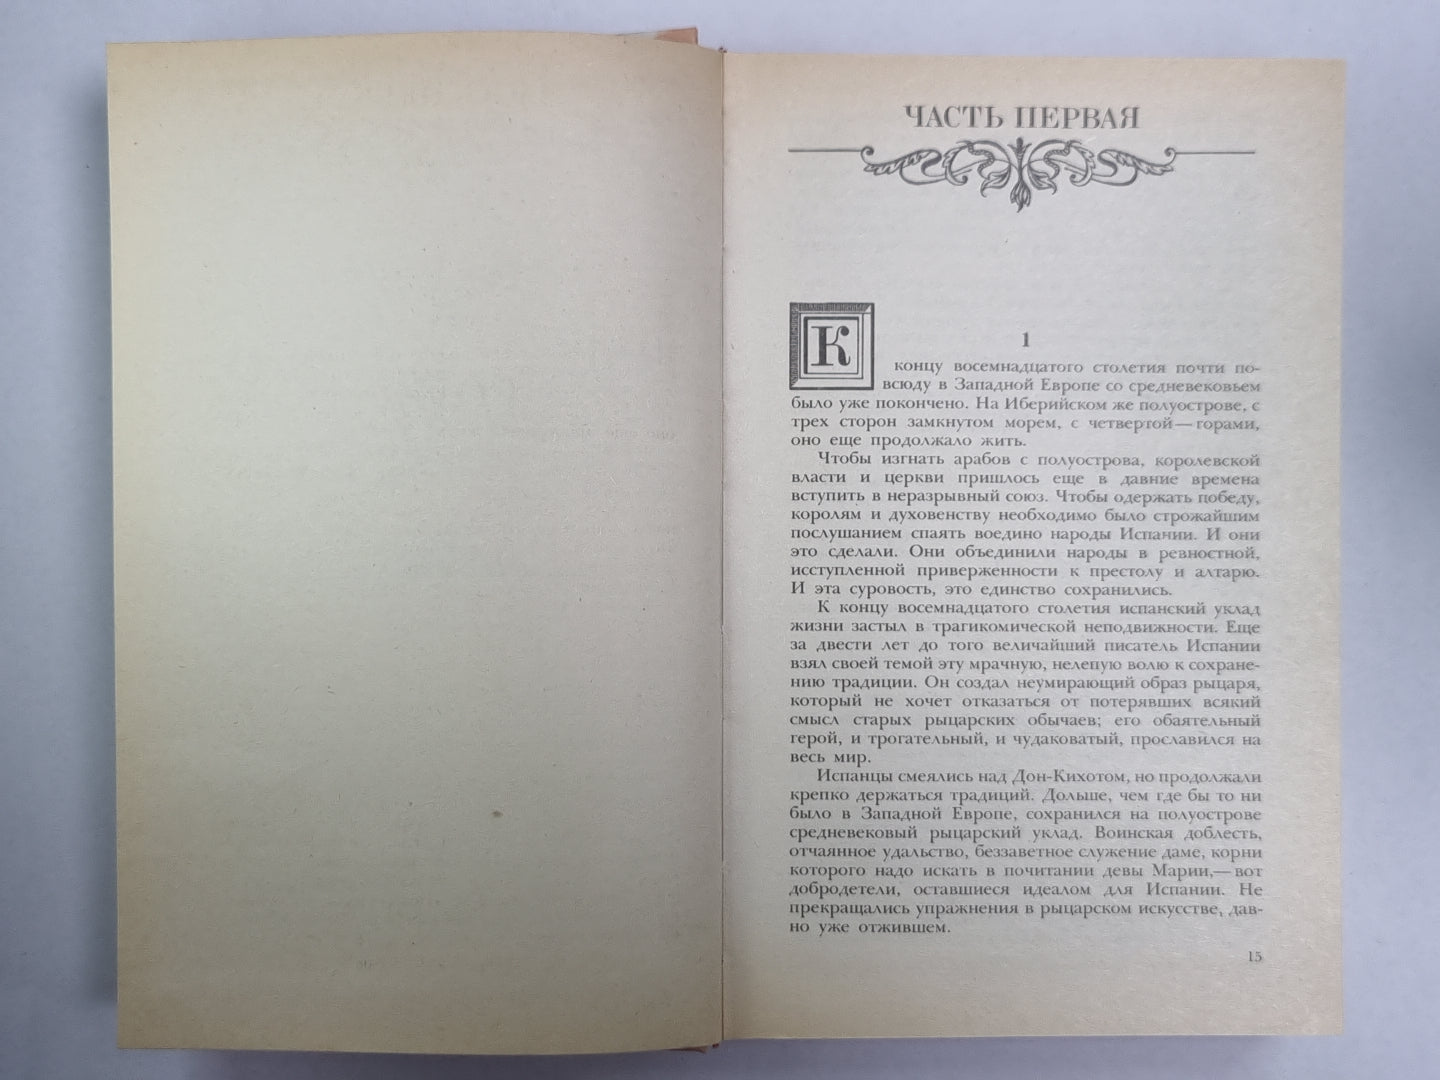 ЧАСТЬ ПЕРВАЯ
1
К концу восемнадцатого столетия почти по-
всюду в Западной Европе со средневековьем
было уже покончено. На Иберийском же полуострове, с
трех сторон замкнутом морем, с четвертой — горами,
оно еще продолжало жить.
Чтобы изгнать арабов с полуострова, королевской
власти и церкви пришлось еще в давние времена
вступить в неразрывный союз. Чтобы одержать победу,
королям и духовенству необходимо было строжайшим
послушанием спаять воедино народы Испании. И они
это сделали. Они объединили народы в ревностной,
исступленной приверженности к престолу и алтарю.
И эта суровость, это единство сохранились.
К концу восемнадцатого столетия испанский уклад
жизни застыл в трагикомической неподвижности. Еще
за двести лет до того величайший писатель Испании
взял своей темой эту мрачную, нелепую волю к сохране-
нию традиции. Он создал неумирающий образ рыцаря,
который не хочет отказаться от потерявших всякий
смысл старых рыцарских обычаев; его обаятельный
герой, и трогательный, и чудаковатый, прославился на
весь мир.
Испанцы смеялись над Дон-Кихотом, но продолжали
крепко держаться традиций. Дольше, чем где бы то ни
было в Западной Европе, сохранился на полуострове
средневековый рыцарский уклад. Воинская доблесть,
отчаянное удальство, беззаветное служение даме, корни
которого надо искать в почитании девы Марии,— вот
добродетели, оставшиеся идеалом для Испании. Не
прекращались упражнения в рыцарском искусстве, дав-
но уже отжившем.
15